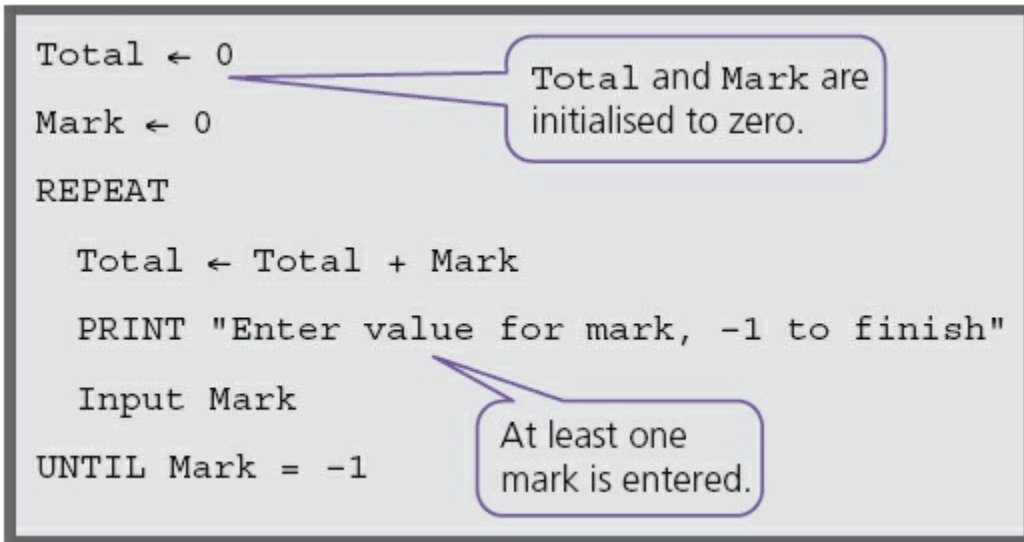 Total ← 0
Total and Mark are
initialised to zero.
Mark ← 0
REPEAT
Total ← Total + Mark
PRINT "Enter value for mark, -1 to finish"
Input Mark
At least one
mark is entered.
UNTIL Mark = -1